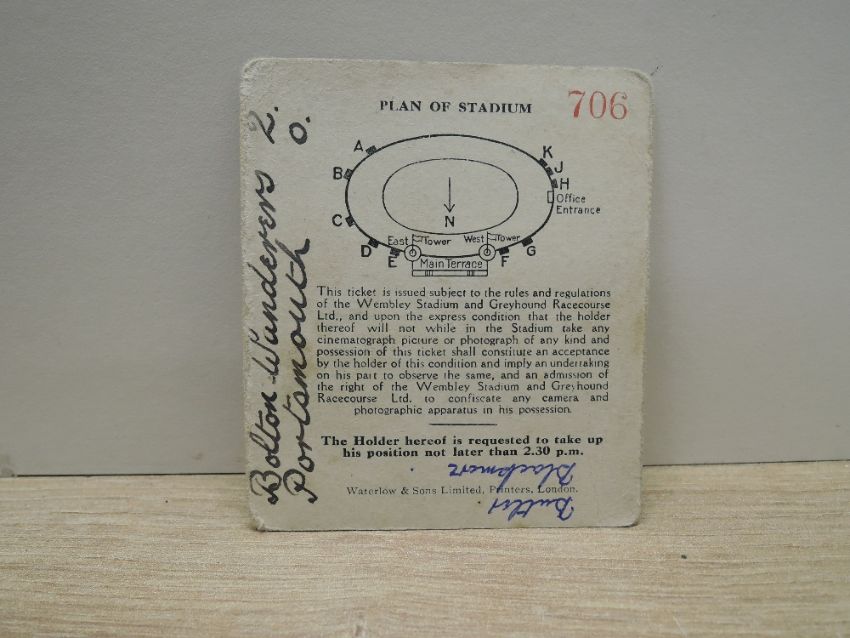 PLAN OF STADIUM
706
A
B
C
D
E
K
J
H
Office
Entrance
N
East Tower
West Tower
G
F
Main Terrace
This ticket is issued subject to the rules and regulations
of the Wembley Stadium and Greyhound Racecourse
Ltd., and upon the express condition that the holder
thereof will not while in the Stadium take any
cinematograph picture or photograph of any kind and
possession of this ticket shall constitute an acceptance
by the holder of this condition and imply an undertaking
on his part to observe the same, and an admission of
the right of the Wembley Stadium and Greyhound
Racecourse Ltd. to confiscate any camera and
photographic apparatus in his possession.
The Holder hereof is requested to take up
his position not later than 2.30 p.m.
Waterlow & Sons Limited, Printers, London.
Bolton Wanderers 2.
Portsmouth 0.
Butler
Blackmore